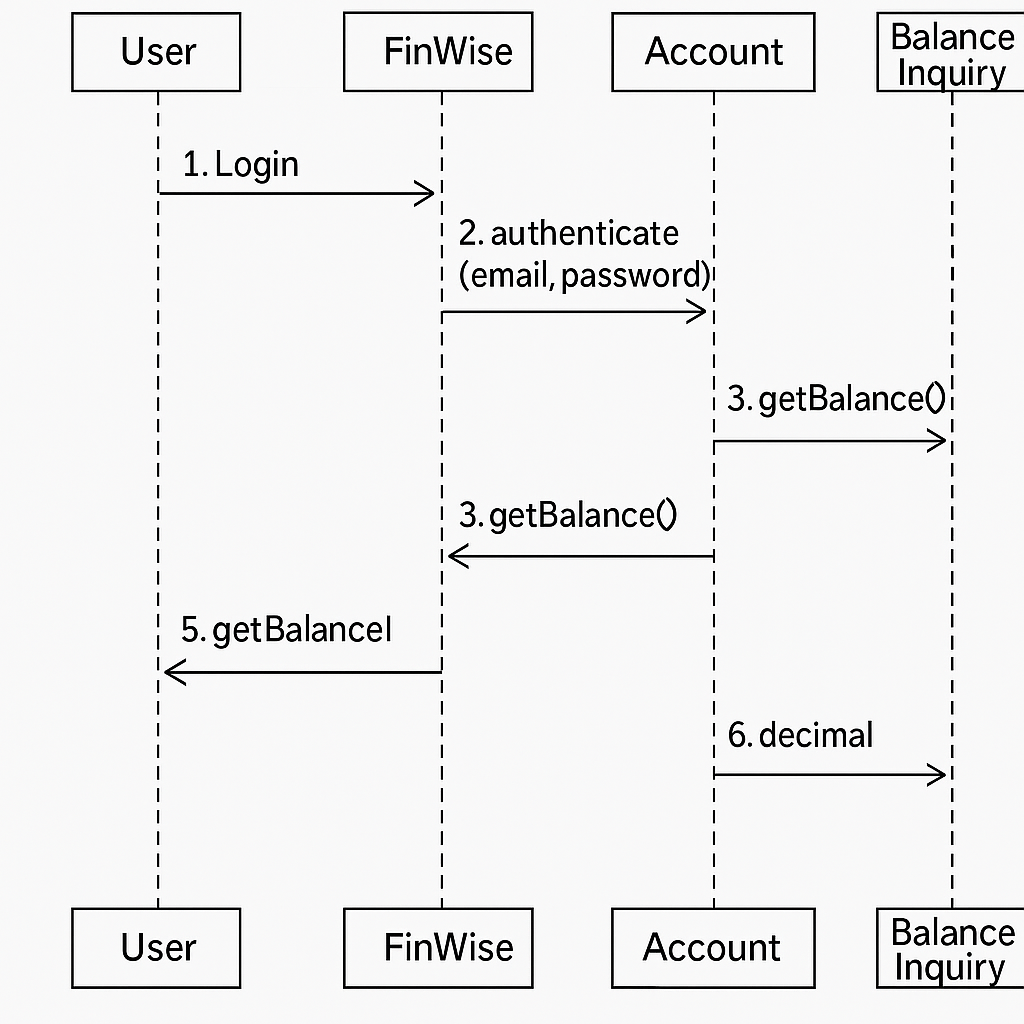 User
FinWise
Account
Balance
Inquiry
1. Login
2. authenticate
(email, password)
3. getBalance()
3. getBalance()
5. getBalancel
6. decimal
User
FinWise
Account
Balance
Inquiry